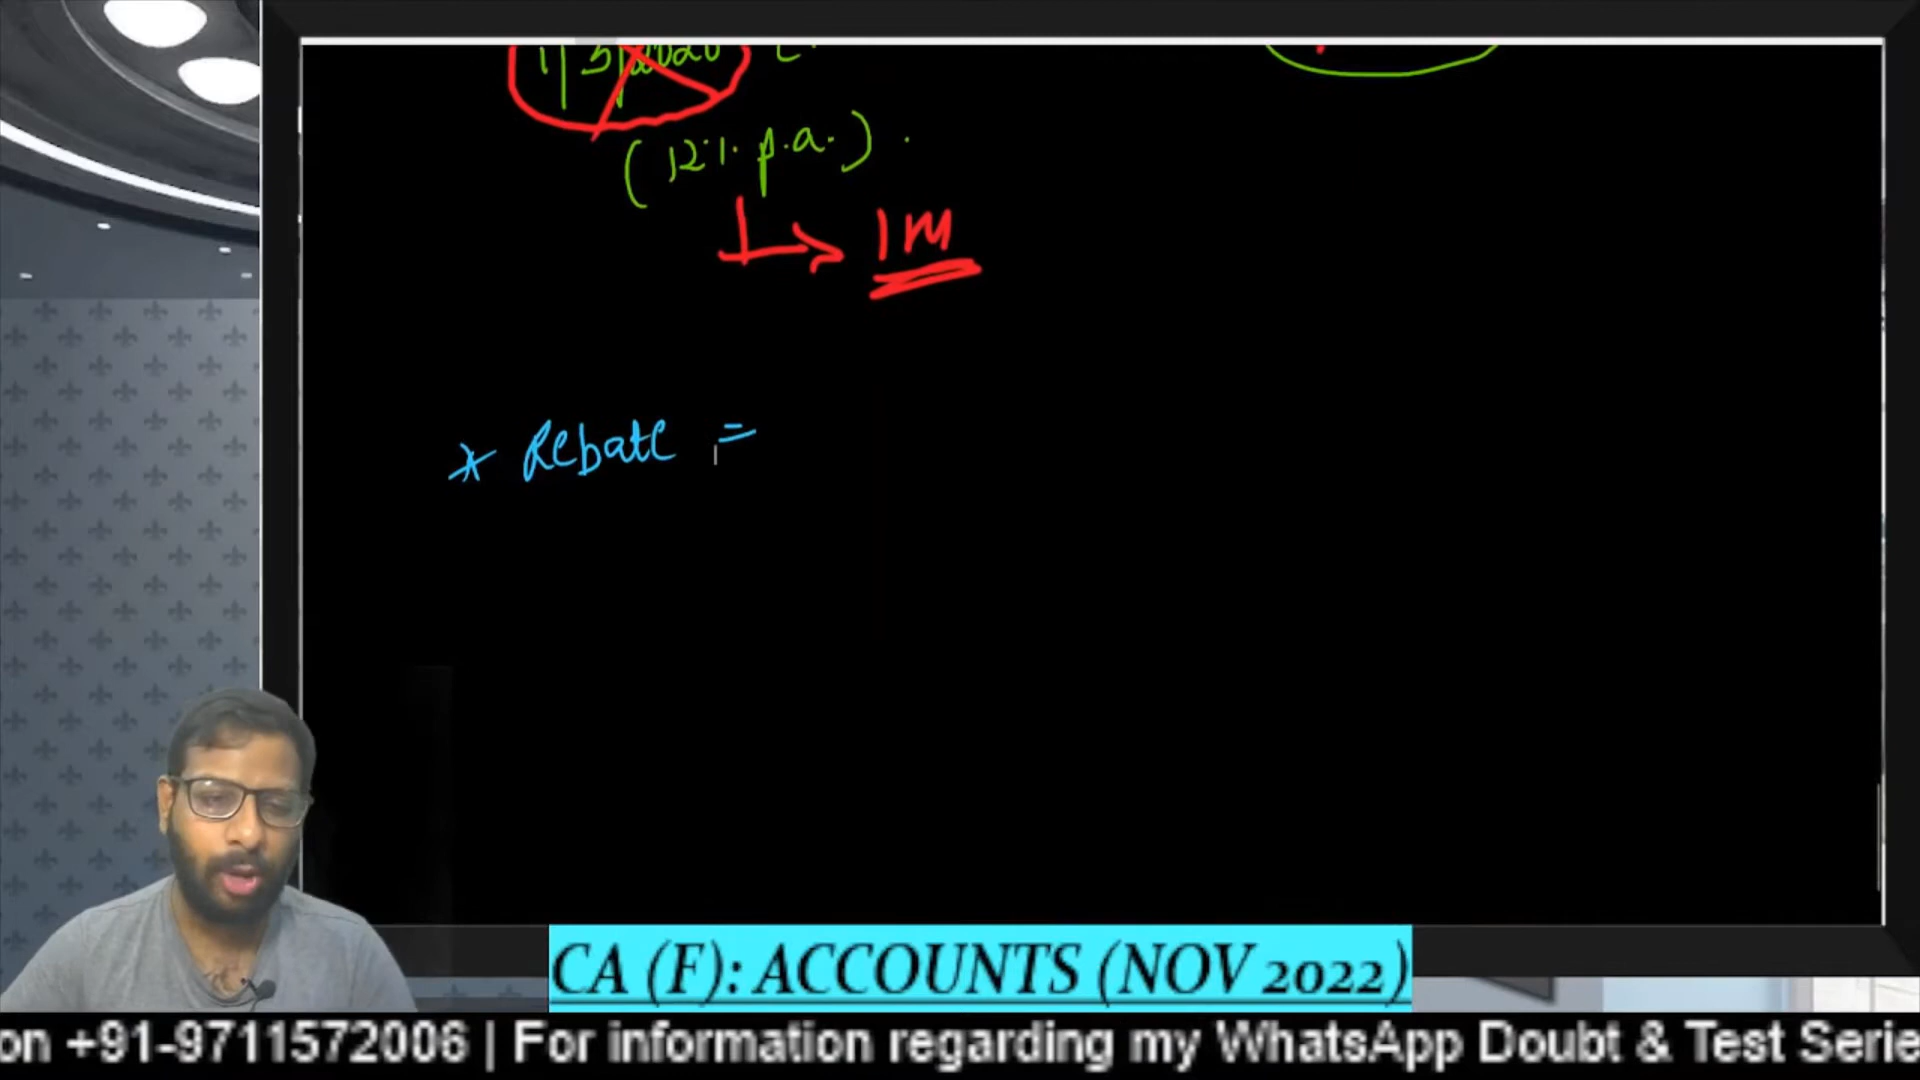 (12% p.a.).
1M
* Rebate =
CA (F): ACCOUNTS (NOV 2022)
on +91-9711572006 | For information regarding my WhatsApp Doubt & Test Serie